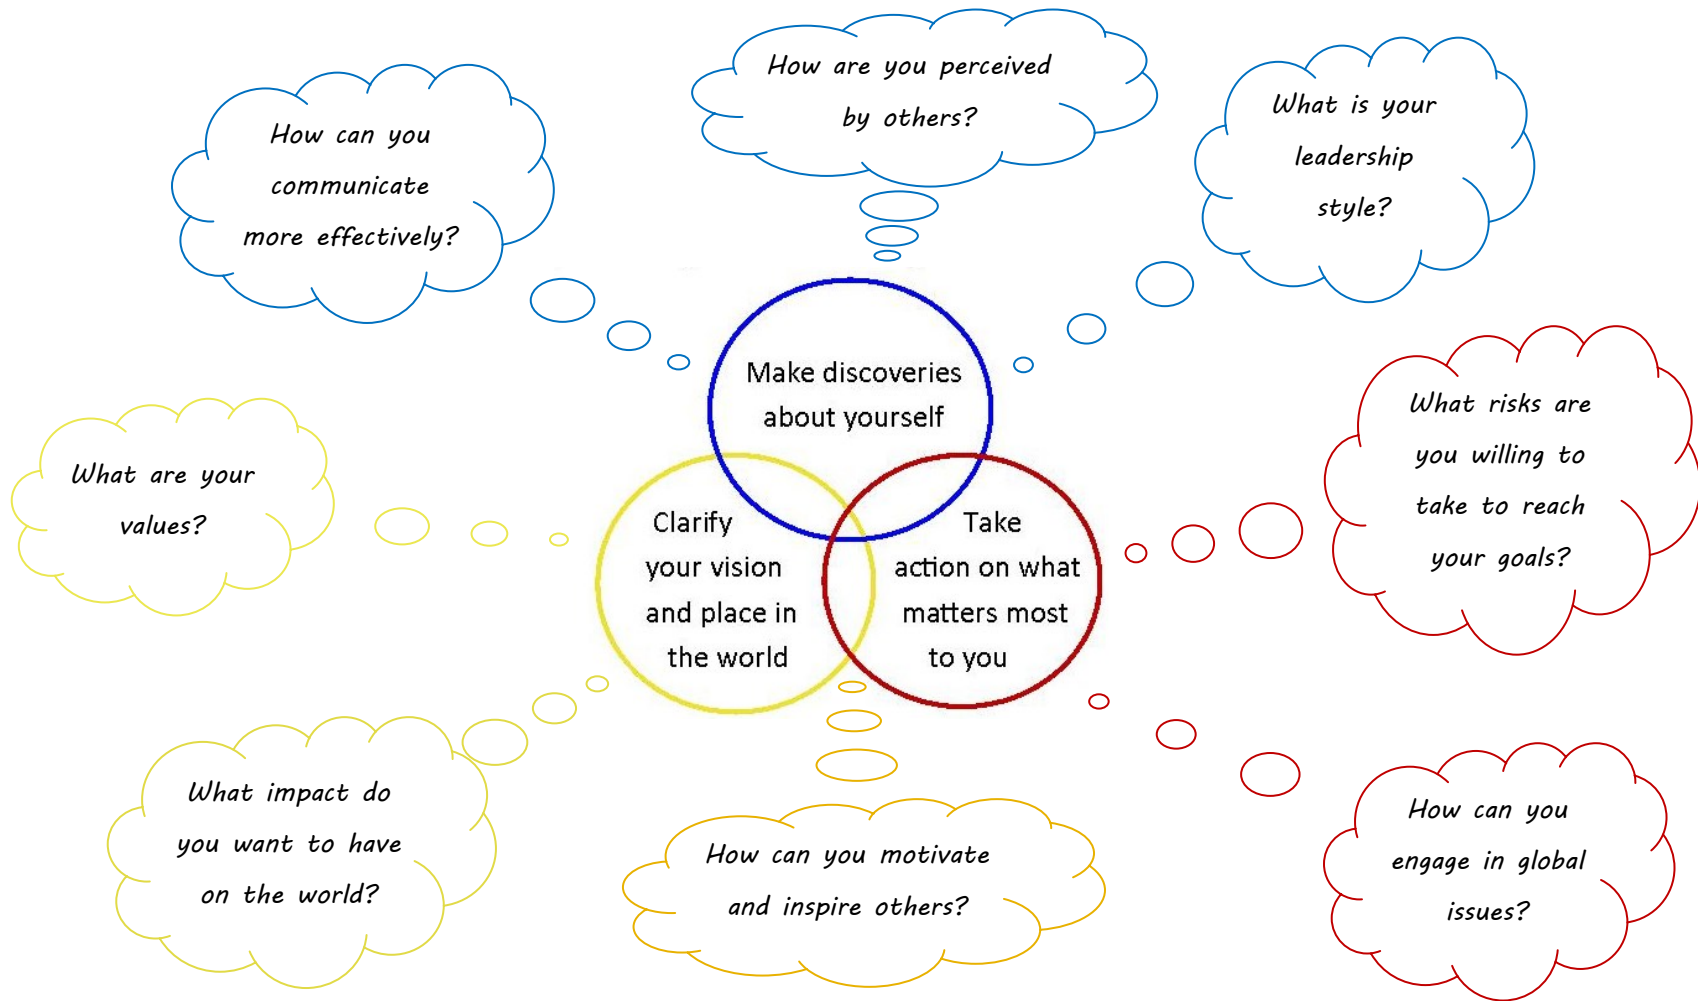 How are you perceived
by others?
How can you
communicate
more effectively?
What is your
leadership
style?
Make discoveries
about yourself
What are your
values?
Clarify
your vision
and place in
the world
Take
action on what
matters most
to you
What risks are
you willing to
take to reach
your goals?
What impact do
you want to have
on the world?
How can you motivate
and inspire others?
How can you
engage in global
issues?